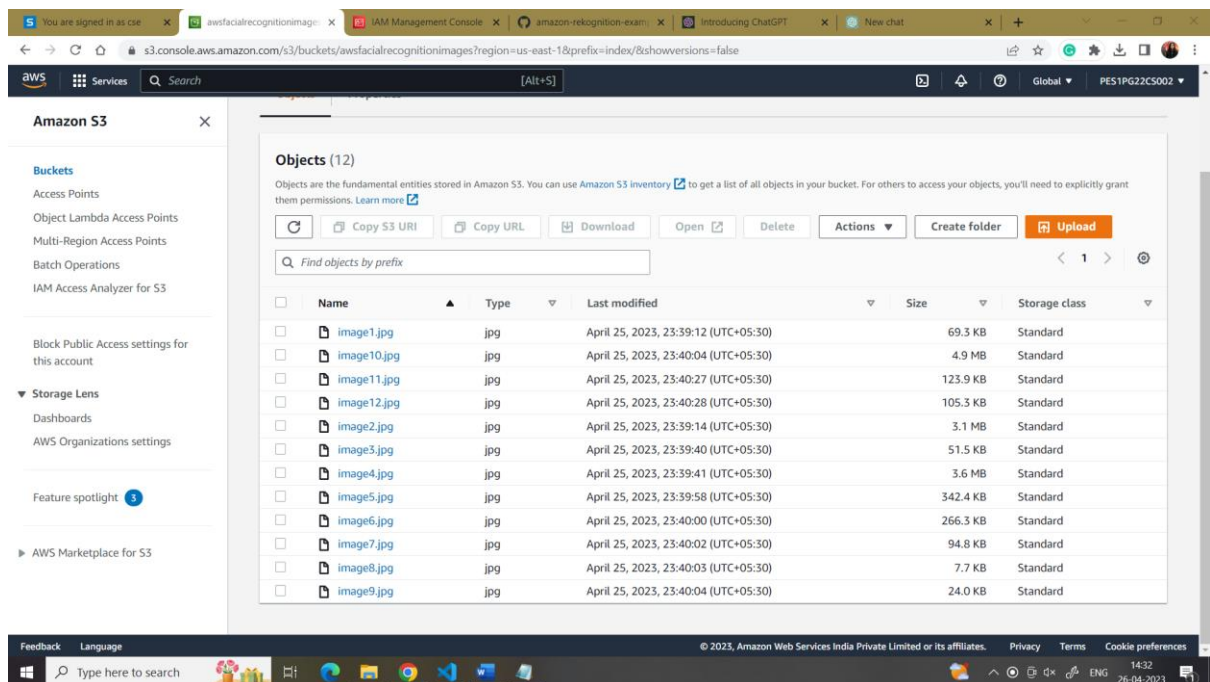 You are signed in as cse
awsfacialrecognitionimage
IAM Management Console
amazon-rekognition-examp
Introducing ChatGPT
New chat
s3.console.aws.amazon.com/s3/buckets/awsfacialrecognitionimages?region=us-east-1&prefix=index/&showversions=false
aws Services Search [Alt+S] Global PES1PG22CS002
Amazon S3
Buckets
Access Points
Object Lambda Access Points
Multi-Region Access Points
Batch Operations
IAM Access Analyzer for S3
Block Public Access settings for
this account
Storage Lens
Dashboards
AWS Organizations settings
Feature spotlight 3
AWS Marketplace for S3
Objects (12)
Objects are the fundamental entities stored in Amazon S3. You can use Amazon S3 inventory to get a list of all objects in your bucket. For others to access your objects, you'll need to explicitly grant
them permissions. Learn more
Copy S3 URI Copy URL Download Open Delete Actions Create folder Upload
Find objects by prefix 1
Name Type Last modified Size Storage class
image1.jpg jpg April 25, 2023, 23:39:12 (UTC+05:30) 69.3 KB Standard
image10.jpg jpg April 25, 2023, 23:40:04 (UTC+05:30) 4.9 MB Standard
image11.jpg jpg April 25, 2023, 23:40:27 (UTC+05:30) 123.9 KB Standard
image12.jpg jpg April 25, 2023, 23:40:28 (UTC+05:30) 105.3 KB Standard
image2.jpg jpg April 25, 2023, 23:39:14 (UTC+05:30) 3.1 MB Standard
image3.jpg jpg April 25, 2023, 23:39:40 (UTC+05:30) 51.5 KB Standard
image4.jpg jpg April 25, 2023, 23:39:41 (UTC+05:30) 3.6 MB Standard
image5.jpg jpg April 25, 2023, 23:39:58 (UTC+05:30) 342.4 KB Standard
image6.jpg jpg April 25, 2023, 23:40:00 (UTC+05:30) 266.3 KB Standard
image7.jpg jpg April 25, 2023, 23:40:02 (UTC+05:30) 94.8 KB Standard
image8.jpg jpg April 25, 2023, 23:40:03 (UTC+05:30) 7.7 KB Standard
image9.jpg jpg April 25, 2023, 23:40:04 (UTC+05:30) 24.0 KB Standard
Feedback Language © 2023, Amazon Web Services India Private Limited or its affiliates. Privacy Terms Cookie preferences
Type here to search ENG 14:32
26-04-2023